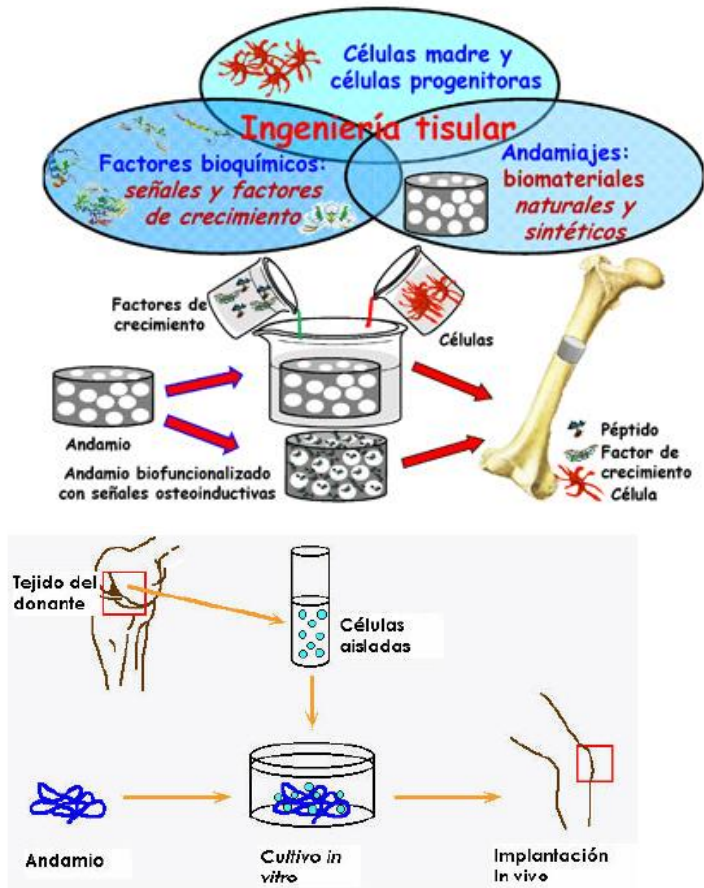 Células madre y
células progenitoras
Ingeniería tisular
Factores bioquímicos:
señales y factores
de crecimiento
Andamiajes:
biomateriales
naturales y
sintéticos
Factores de
crecimiento
Células
Andamio
Andamio biofuncionalizado
con señales osteoinductivas
Péptido
Factor de
crecimiento
Célula
Tejido del
donante
Células
aisladas
Andamio
Cultivo in
vitro
Implantación
In vivo